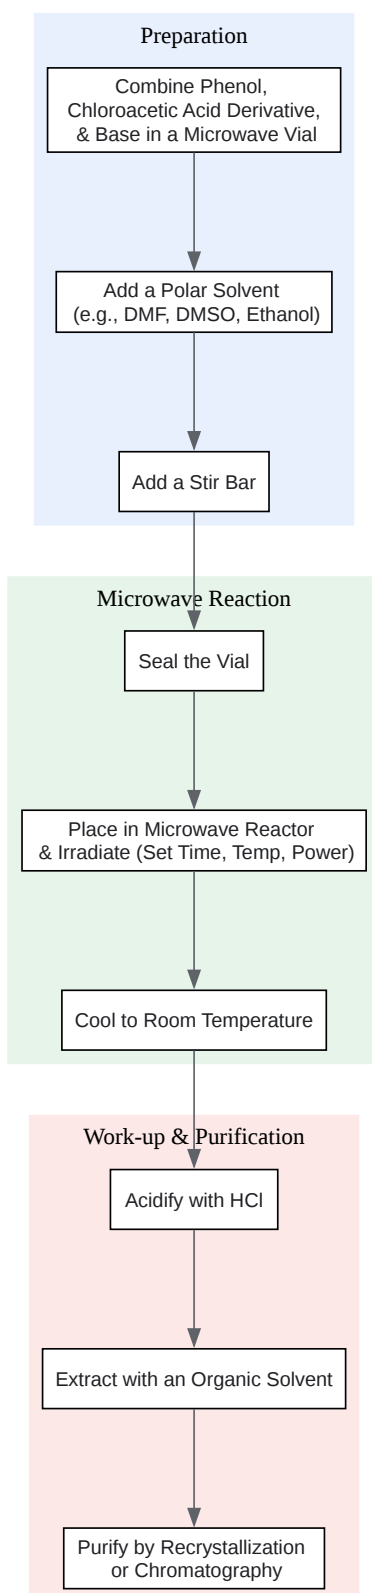 Preparation
Combine Phenol,
Chloroacetic Acid Derivative,
& Base in a Microwave Vial
Add a Polar Solvent
(e.g., DMF, DMSO, Ethanol)
Add a Stir Bar
Microwave Reaction
Seal the Vial
Place in Microwave Reactor
& Irradiate (Set Time, Temp, Power)
Cool to Room Temperature
Work-up & Purification
Acidify with HCl
Extract with an Organic Solvent
Purify by Recrystallization
or Chromatography